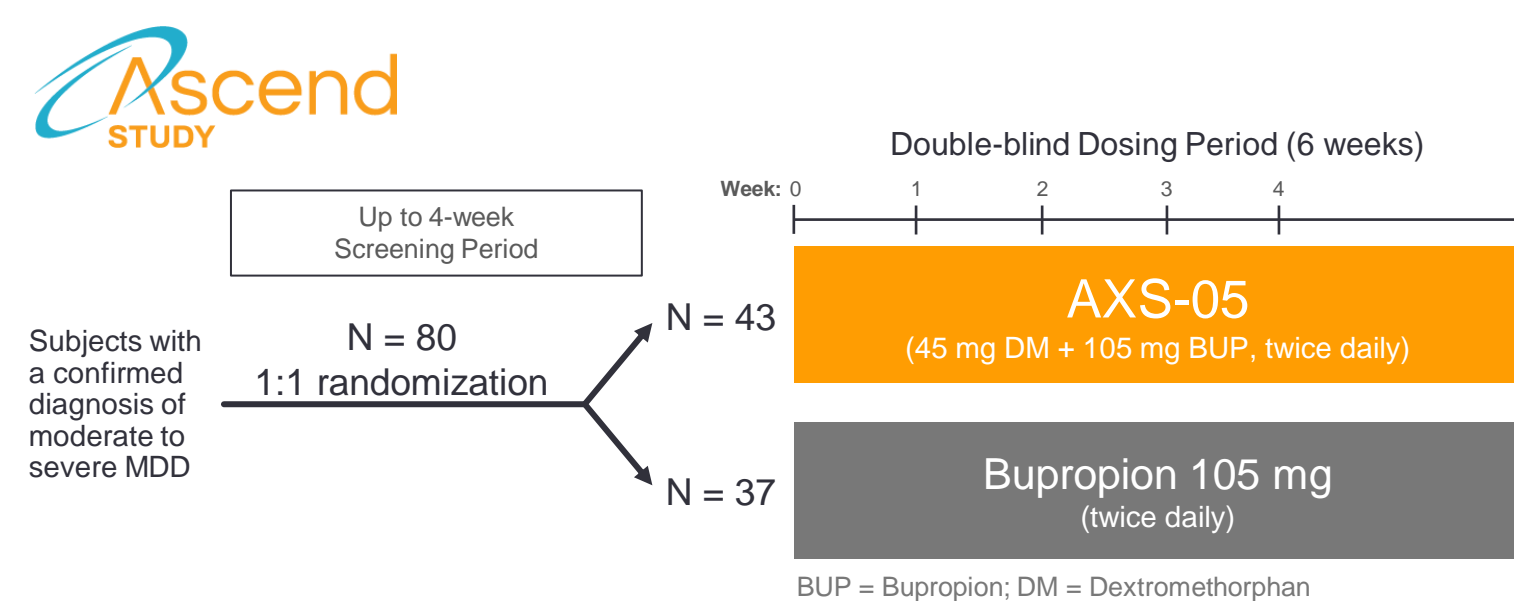 Ascend
STUDY
Double-blind Dosing Period (6 weeks)
Week: 0 1 2 3 4
Up to 4-week
Screening Period
Subjects with
a confirmed
diagnosis of
moderate to
severe MDD
N = 80
1:1 randomization
N = 43
N = 37
AXS-05
(45 mg DM + 105 mg BUP, twice daily)
Bupropion 105 mg
(twice daily)
BUP = Bupropion; DM = Dextromethorphan